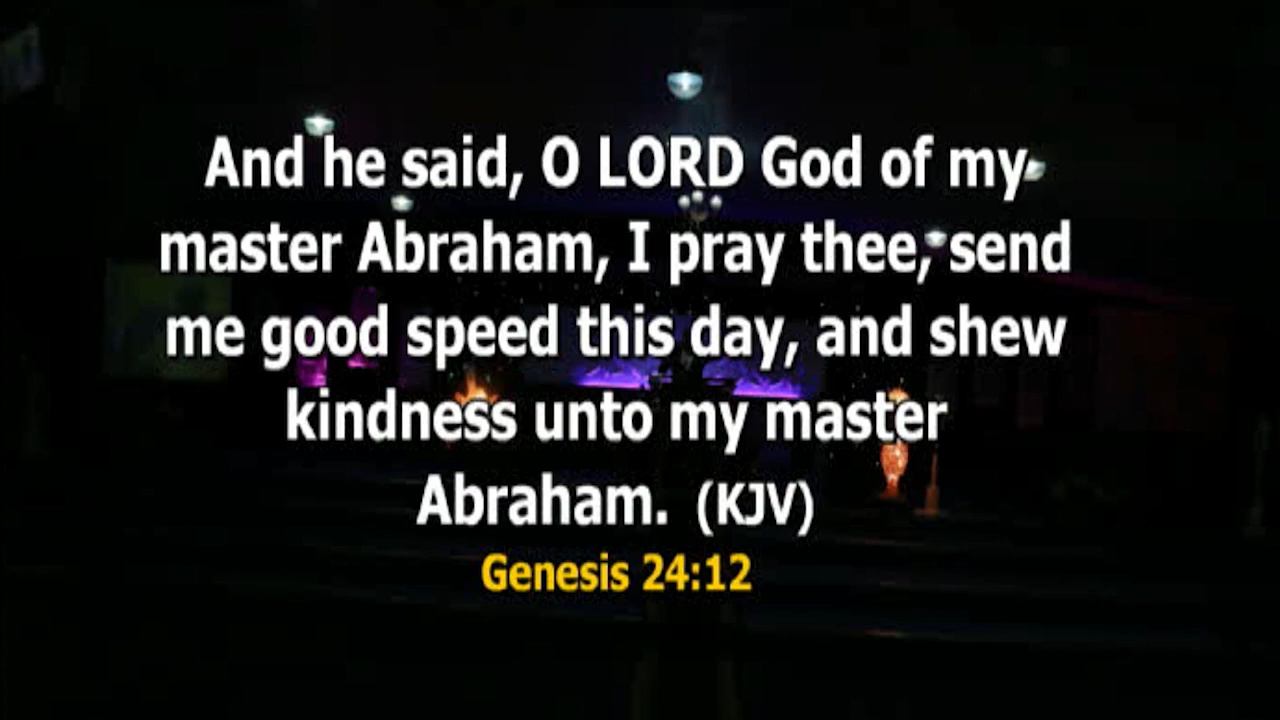 And he said, O LORD God of my
master Abraham, I pray thee, send
me good speed this day, and shew
kindness unto my master
Abraham. (KJV)
Genesis 24:12